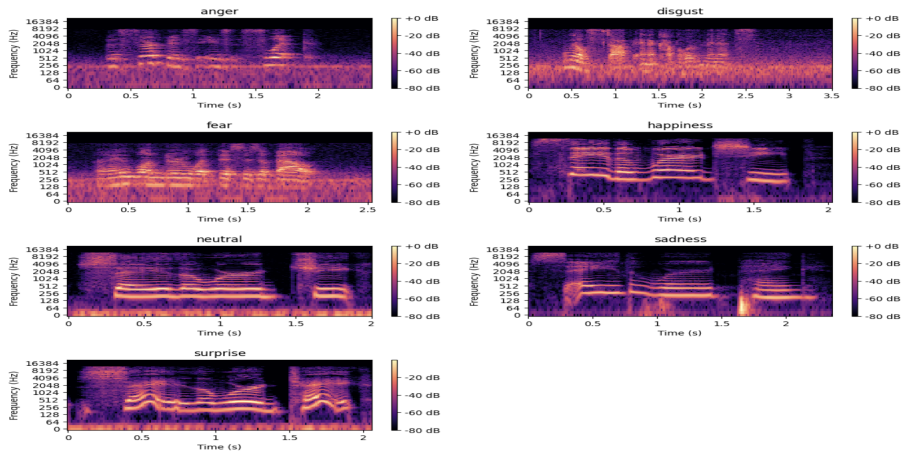 anger
Frequency (Hz)
16384
8192
4096
2048
512
256
128
64
0
0 0.5 1 1.5 2
Time (s)
+0 dB
-20 dB
-40 dB
-60 dB
-80 dB
disgust
Frequency (Hz)
16384
8192
4096
2048
512
256
128
64
0
0 0.5 1 1.5 2 2.5 3 3.5
Time (s)
+0 dB
-20 dB
-40 dB
-60 dB
-80 dB
fear
Frequency (Hz)
16384
8192
4096
2048
1024
512
256
128
64
0
0 0.5 1 1.5 2 2.5
Time (s)
+0 dB
-20 dB
-40 dB
-60 dB
-80 dB
happiness
Frequency (Hz)
16384
8192
4096
2048
1024
512
256
128
64
0
0 0.5 1 1.5 2
Time (s)
+0 dB
-20 dB
-40 dB
-60 dB
-80 dB
neutral
Frequency (Hz)
16384
8192
4096
2048
1024
512
256
128
64
0
0 0.5 1 1.5 2
Time (s)
+0 dB
-20 dB
-40 dB
-60 dB
-80 dB
sadness
Frequency (Hz)
16384
8192
4096
2048
1024
512
256
128
64
0
0 0.5 1 1.5 2
Time (s)
+0 dB
-20 dB
-40 dB
-60 dB
-80 dB
surprise
Frequency (Hz)
16384
8192
4096
2048
1024
512
256
128
64
0
0 0.5 1 1.5 2
Time (s)
-20 dB
-40 dB
-60 dB
-80 dB